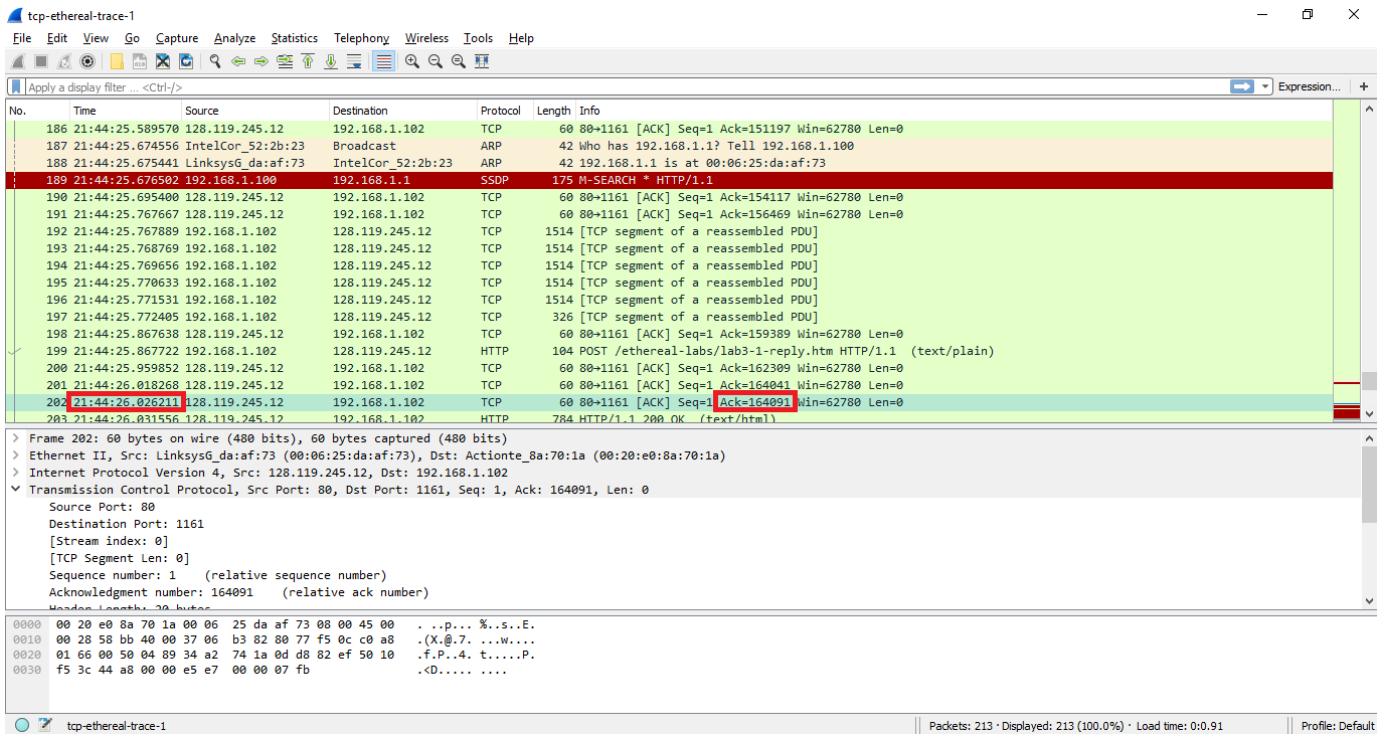 tcp-ethereal-trace-1
File Edit View Go Capture Analyze Statistics Telephony Wireless Tools Help
Apply a display filter ... <Ctrl-/> Expression... +
No. Time Source Destination Protocol Length Info
186 21:44:25.589570 128.119.245.12 192.168.1.102 TCP 60 80→1161 [ACK] Seq=1 Ack=151197 Win=62780 Len=0
187 21:44:25.674556 IntelCor_52:2b:23 Broadcast ARP 42 Who has 192.168.1.1? Tell 192.168.1.100
188 21:44:25.675441 LinksysG_da:af:73 IntelCor_52:2b:23 ARP 42 192.168.1.1 is at 00:06:25:da:af:73
189 21:44:25.676502 192.168.1.100 192.168.1.1 SSDP 175 M-SEARCH * HTTP/1.1
190 21:44:25.695400 128.119.245.12 192.168.1.102 TCP 60 80→1161 [ACK] Seq=1 Ack=154117 Win=62780 Len=0
191 21:44:25.767667 128.119.245.12 192.168.1.102 TCP 60 80→1161 [ACK] Seq=1 Ack=156469 Win=62780 Len=0
192 21:44:25.767889 192.168.1.102 128.119.245.12 TCP 1514 [TCP segment of a reassembled PDU]
193 21:44:25.768769 192.168.1.102 128.119.245.12 TCP 1514 [TCP segment of a reassembled PDU]
194 21:44:25.769656 192.168.1.102 128.119.245.12 TCP 1514 [TCP segment of a reassembled PDU]
195 21:44:25.770633 192.168.1.102 128.119.245.12 TCP 1514 [TCP segment of a reassembled PDU]
196 21:44:25.771531 192.168.1.102 128.119.245.12 TCP 1514 [TCP segment of a reassembled PDU]
197 21:44:25.772405 192.168.1.102 128.119.245.12 TCP 326 [TCP segment of a reassembled PDU]
198 21:44:25.867638 128.119.245.12 192.168.1.102 TCP 60 80→1161 [ACK] Seq=1 Ack=159389 Win=62780 Len=0
199 21:44:25.867722 192.168.1.102 128.119.245.12 HTTP 104 POST /ethereal-labs/lab3-1-reply.htm HTTP/1.1 (text/plain)
200 21:44:25.959852 128.119.245.12 192.168.1.102 TCP 60 80→1161 [ACK] Seq=1 Ack=162309 Win=62780 Len=0
201 21:44:26.018268 128.119.245.12 192.168.1.102 TCP 60 80→1161 [ACK] Seq=1 Ack=164041 Win=62780 Len=0
202 21:44:26.026211 128.119.245.12 192.168.1.102 TCP 60 80→1161 [ACK] Seq=1 Ack=164091 Win=62780 Len=0
203 21:44:26.031556 128.119.245.12 192.168.1.102 HTTP 784 HTTP/1.1 200 OK (text/html)
Frame 202: 60 bytes on wire (480 bits), 60 bytes captured (480 bits)
Ethernet II, Src: LinksysG_da:af:73 (00:06:25:da:af:73), Dst: Actionte_8a:70:1a (00:20:e0:8a:70:1a)
Internet Protocol Version 4, Src: 128.119.245.12, Dst: 192.168.1.102
Transmission Control Protocol, Src Port: 80, Dst Port: 1161, Seq: 1, Ack: 164091, Len: 0
Source Port: 80
Destination Port: 1161
[Stream index: 0]
[TCP Segment Len: 0]
Sequence number: 1 (relative sequence number)
Acknowledgment number: 164091 (relative ack number)
Header Length: 20 bytes
0000 00 20 e0 8a 70 1a 00 06 25 da af 73 08 00 45 00 . ..p... %..s..E.
0010 00 28 58 bb 40 00 37 06 b3 82 80 77 f5 0c c0 a8 .(X.@.7. ...w....
0020 01 66 00 50 04 89 34 a2 74 1a 0d d8 82 ef 50 10 .f.P..4. t.....P.
0030 f5 3c 44 a8 00 00 e5 e7 00 00 07 fb .<D..... ....
tcp-ethereal-trace-1 Packets: 213 · Displayed: 213 (100.0%) · Load time: 0:0.91 Profile: Default